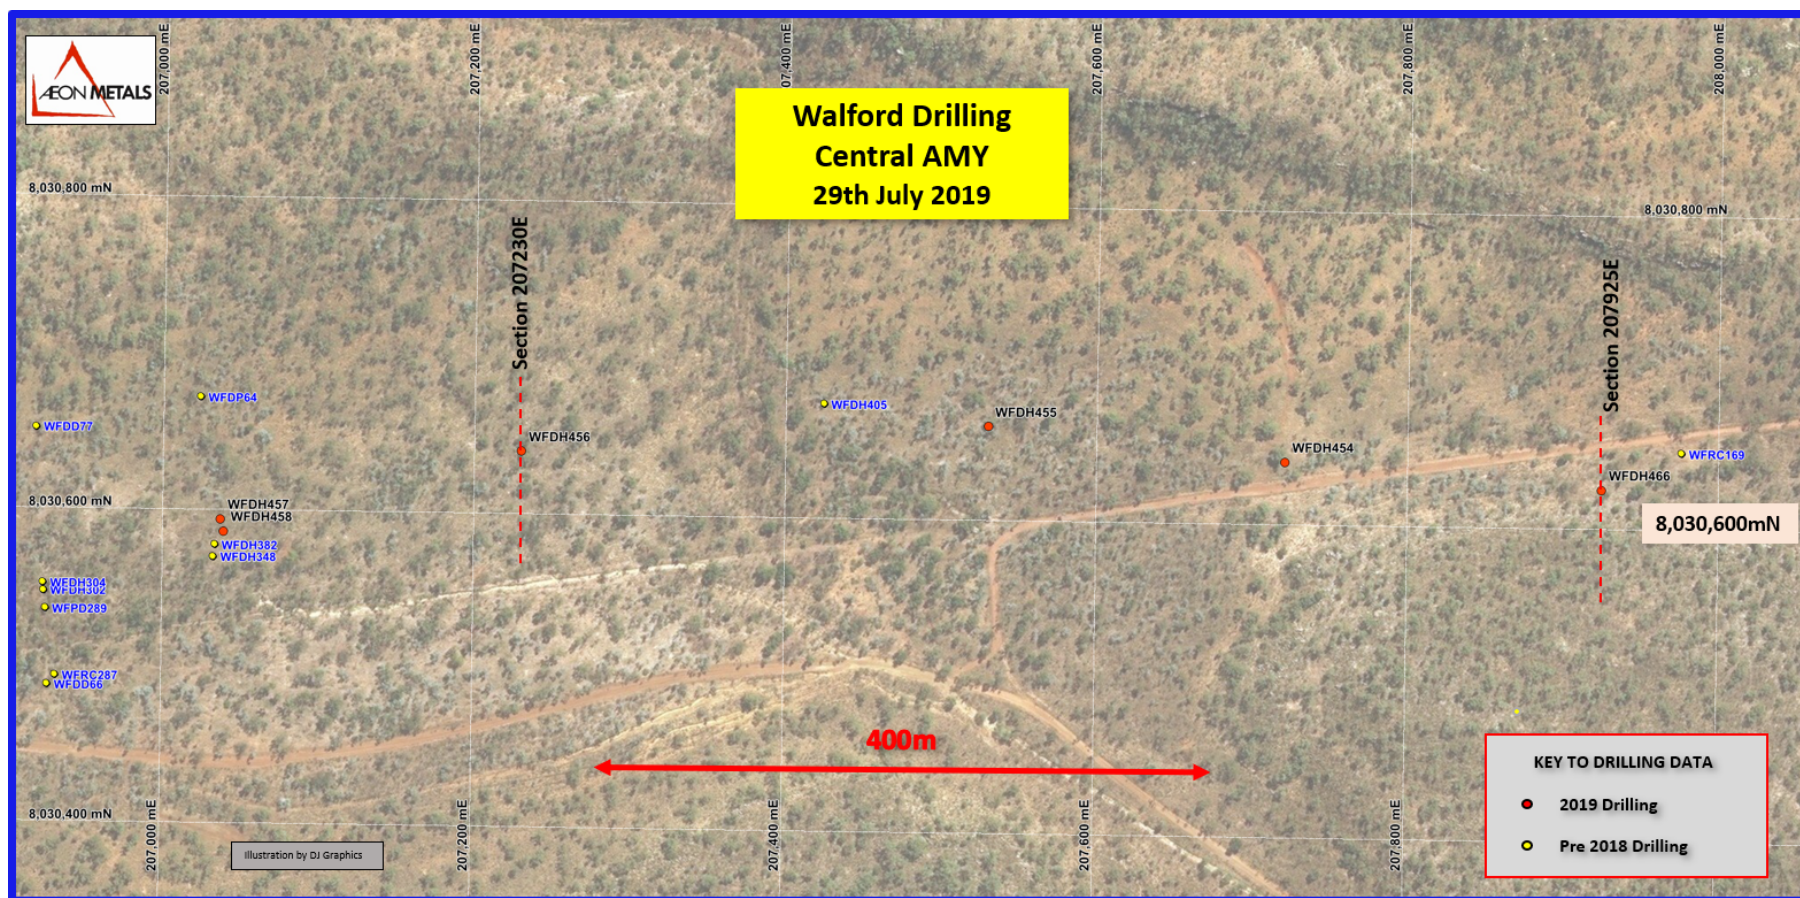 ÆON METALS
207,000 mE
207,200 mE
207,400 mE
207,600 mE
207,800 mE
208,000 mE
Walford Drilling
Central AMY
29th July 2019
8,030,800 mN
8,030,800 mN
Section 207230E
Section 207925E
WFDP64
WFDD77
WFDH405
WFDH455
WFDH456
WFDH454
WFRC169
WFDH466
8,030,600 mN
WFDH457
WFDH458
8,030,600mN
WFDH382
WFDH348
WFDH304
WFDH302
WFPD289
WFRC287
WFDD66
400m
KEY TO DRILLING DATA
2019 Drilling
Pre 2018 Drilling
8,030,400 mN
207,000 mE
207,200 mE
207,400 mE
207,600 mE
207,800 mE
Illustration by DJ Graphics